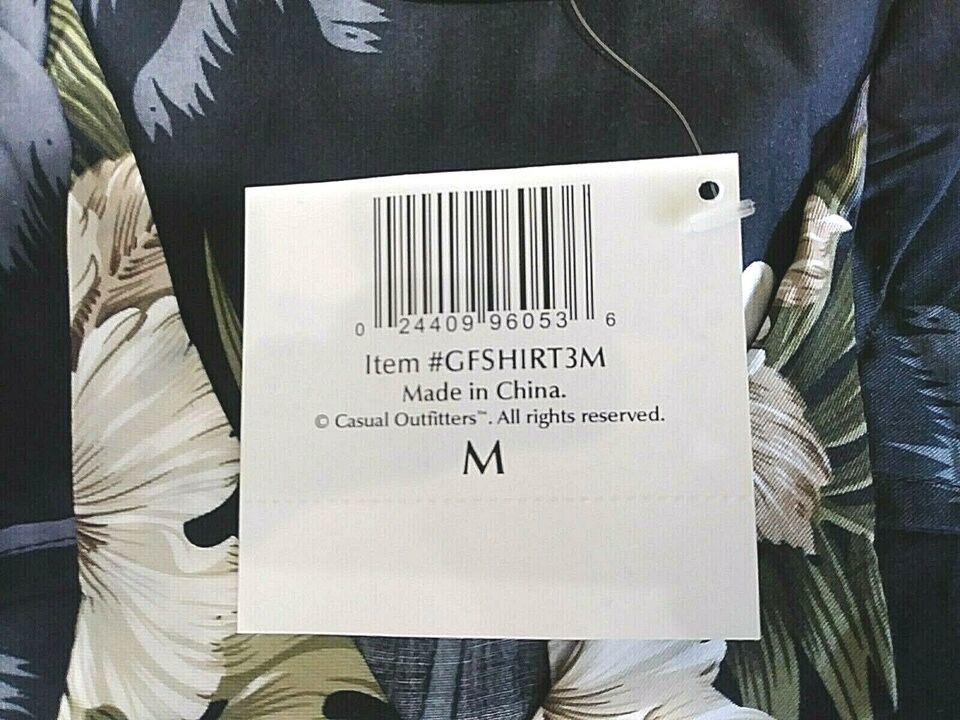 0 24409 96053 6
Item #GFSHIRT3M
Made in China.
© Casual Outfitters™. All rights reserved.
M